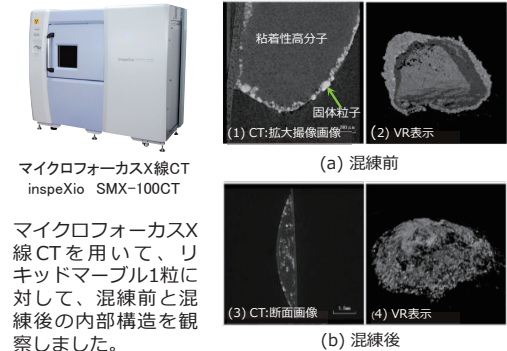 マイクロフォーカスX線CT
inspeXio SMX-100CT
マイクロフォーカスX
線CTを用いて、リ
キッドマーブル1粒に
対して、混練前と混
練後の内部構造を観
察しました。
粘着性高分子
固体粒子
(1) CT:拡大撮像画像
(2) VR表示
(a) 混練前
(3) CT:断面画像
(4) VR表示
(b) 混練後